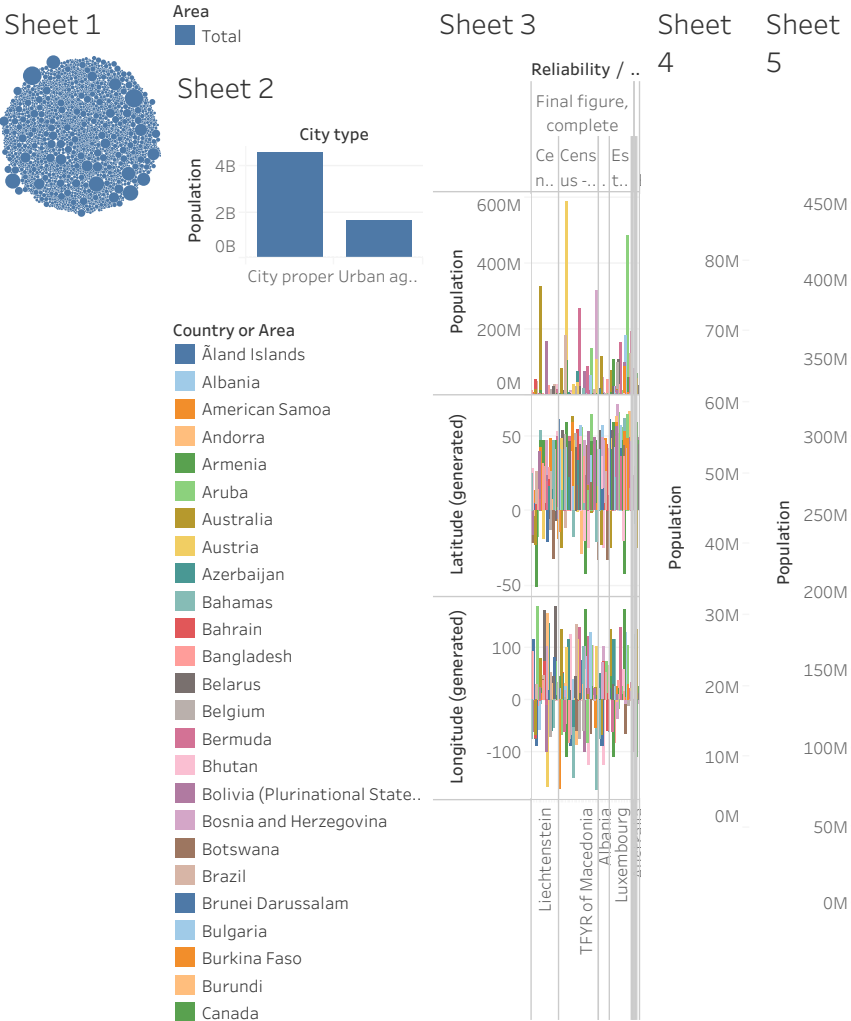 Sheet 1
Area
Total
Sheet 2
City type
Population
4B
2B
0B
City proper Urban ag..
Country or Area
Ãland Islands
Albania
American Samoa
Andorra
Armenia
Aruba
Australia
Austria
Azerbaijan
Bahamas
Bahrain
Bangladesh
Belarus
Belgium
Bermuda
Bhutan
Bolivia (Plurinational State..
Bosnia and Herzegovina
Botswana
Brazil
Brunei Darussalam
Bulgaria
Burkina Faso
Burundi
Canada
Sheet 3
Reliability / ..
Final figure,
complete
Ce
n..
Cens
us -..
Es
t..
Population
600M
400M
200M
0M
Latitude (generated)
50
0
-50
Longitude (generated)
100
0
-100
Liechtenstein
TFYR of Macedonia
Albania
Luxembourg
Sheet
4
Population
80M
70M
60M
50M
40M
30M
20M
10M
0M
Sheet
5
Population
450M
400M
350M
300M
250M
200M
150M
100M
50M
0M